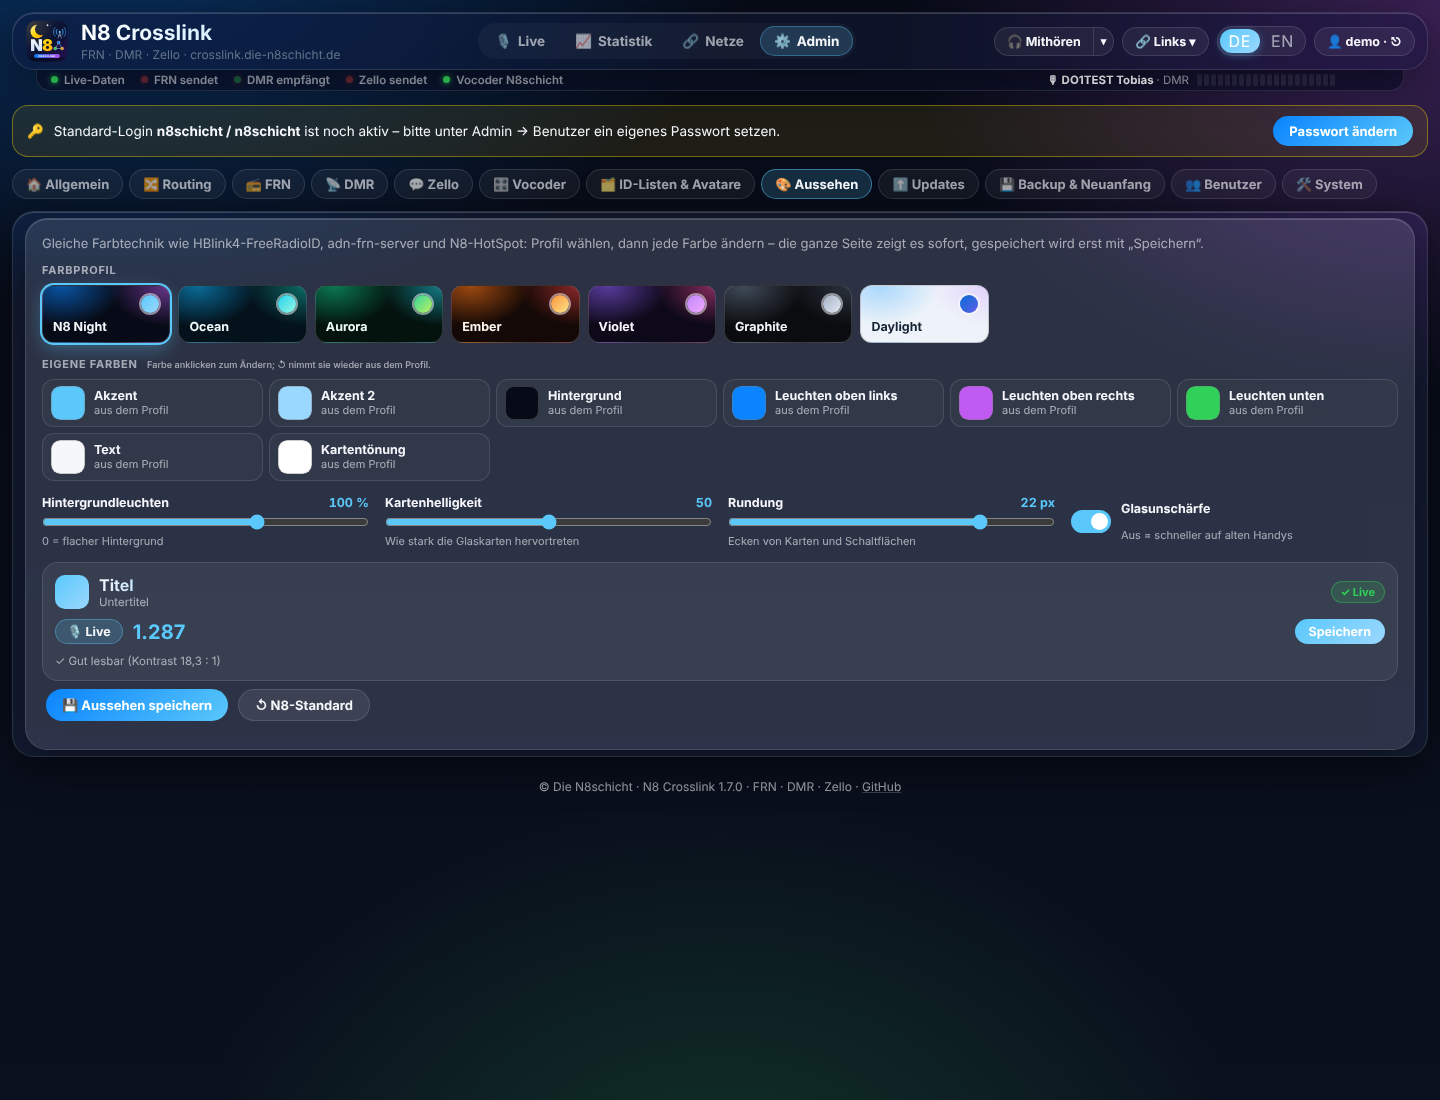 N8 Crosslink
FRN · DMR · Zello · crosslink.die-n8schicht.de
Live
Statistik
Netze
Admin
Mithören
Links
DE EN
demo ·
Live-Daten
FRN sendet
DMR empfängt
Zello sendet
Vocoder N8schicht
DO1TEST Tobias · DMR
Standard-Login n8schicht / n8schicht ist noch aktiv – bitte unter Admin → Benutzer ein eigenes Passwort setzen.
Passwort ändern
Allgemein
Routing
FRN
DMR
Zello
Vocoder
ID-Listen & Avatare
Aussehen
Updates
Backup & Neuanfang
Benutzer
System
Gleiche Farbtechnik wie HBlink4-FreeRadioID, adn-frn-server und N8-HotSpot: Profil wählen, dann jede Farbe ändern – die ganze Seite zeigt es sofort, gespeichert wird erst mit „Speichern“.
FARBPROFIL
N8 Night
Ocean
Aurora
Ember
Violet
Graphite
Daylight
EIGENE FARBEN Farbe anklicken zum Ändern; ↺ nimmt sie wieder aus dem Profil.
Akzent
aus dem Profil
Akzent 2
aus dem Profil
Hintergrund
aus dem Profil
Leuchten oben links
aus dem Profil
Leuchten oben rechts
aus dem Profil
Leuchten unten
aus dem Profil
Text
aus dem Profil
Kartentönung
aus dem Profil
Hintergrundleuchten 100 %
0 = flacher Hintergrund
Kartenhelligkeit 50
Wie stark die Glaskarten hervortreten
Rundung 22 px
Ecken von Karten und Schaltflächen
Glasunschärfe
Aus = schneller auf alten Handys
Titel
Untertitel
✓ Live
Live
1.287
Speichern
✓ Gut lesbar (Kontrast 18,3 : 1)
Aussehen speichern
↺ N8-Standard
© Die N8schicht · N8 Crosslink 1.7.0 · FRN · DMR · Zello · GitHub